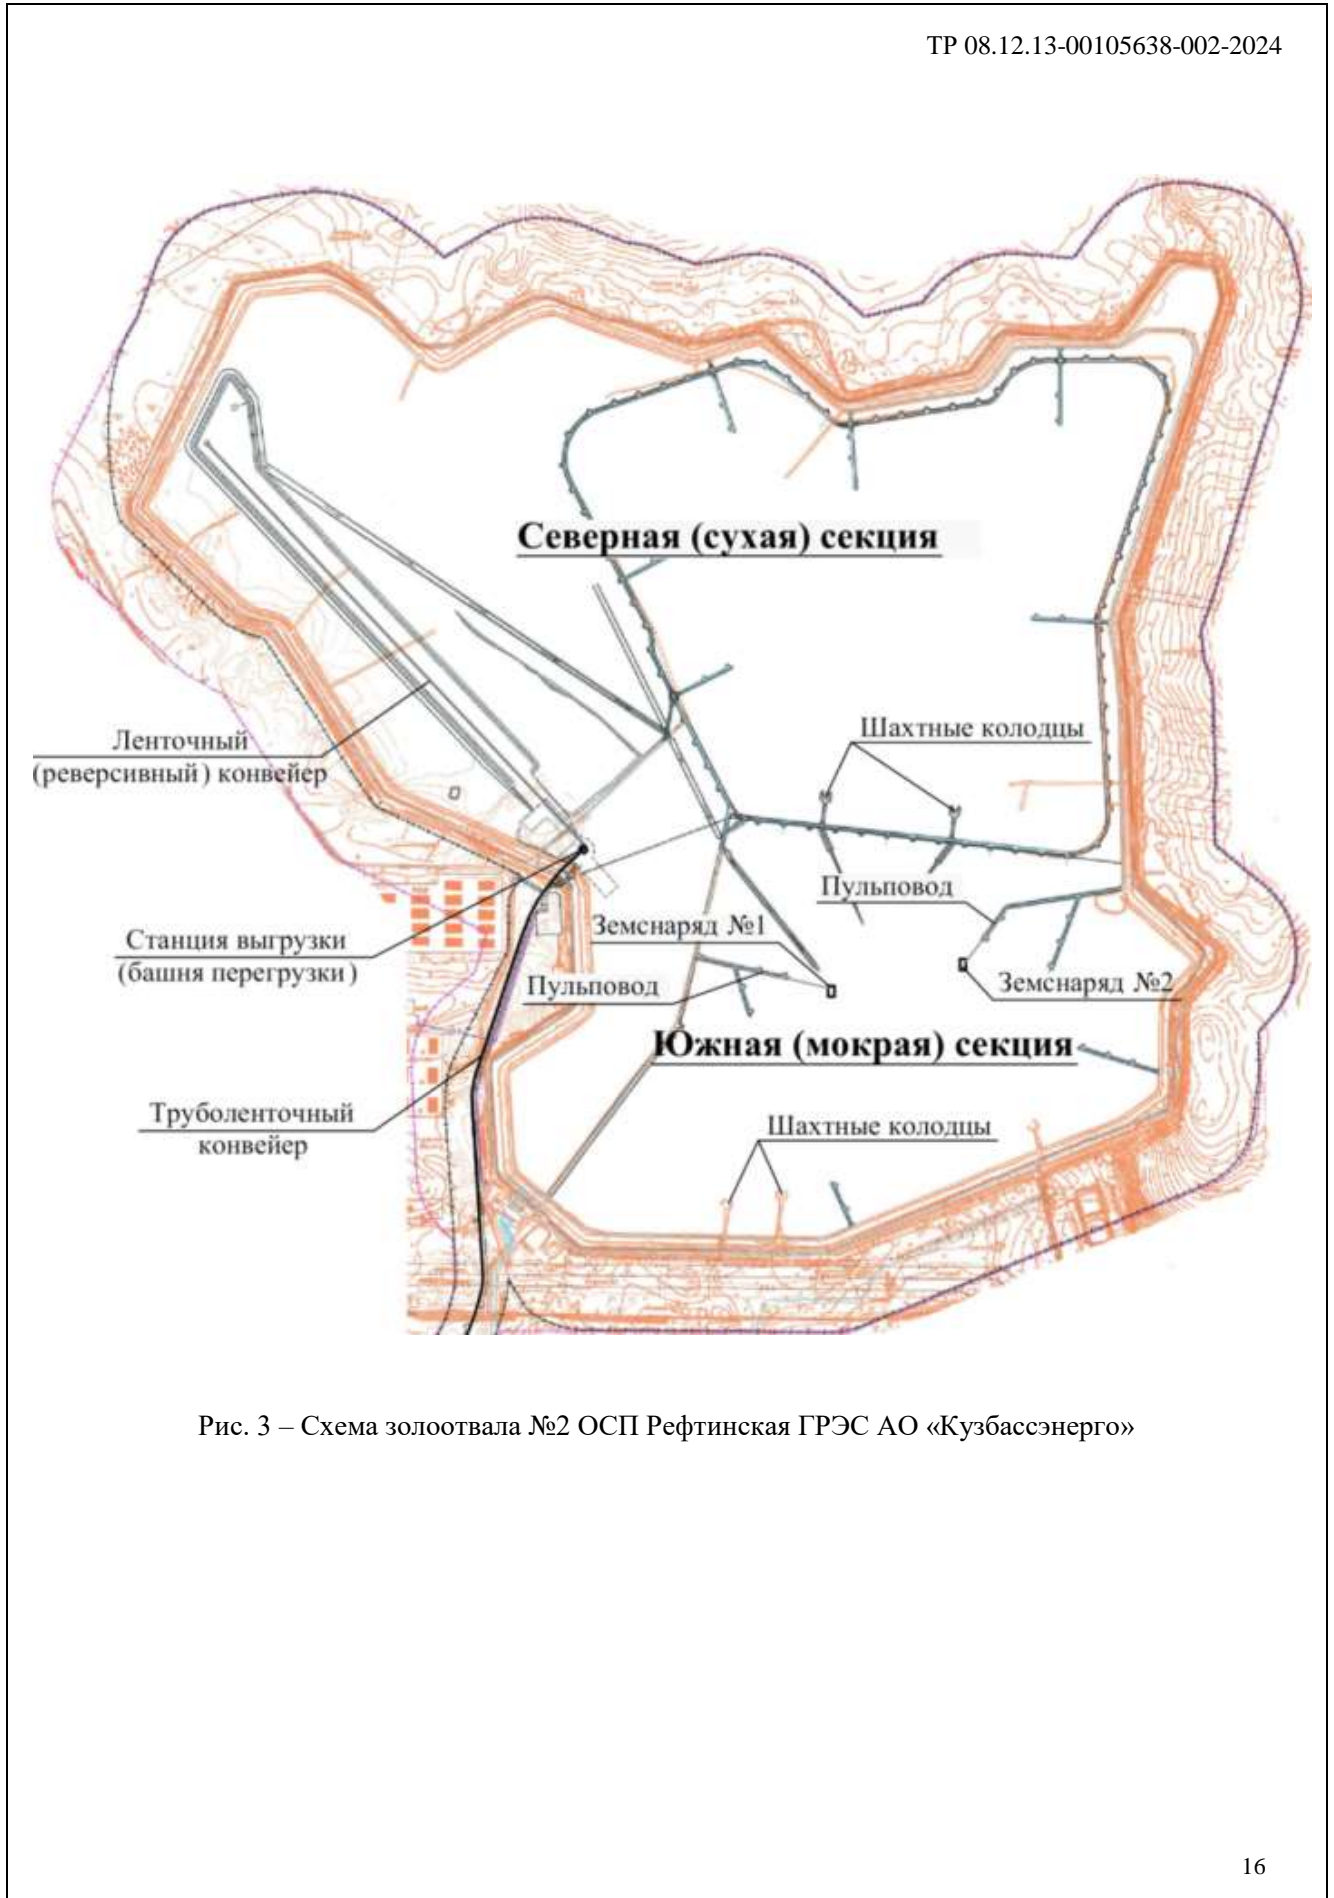 ТР 08.12.13-00105638-002-2024
Северная (сухая) секция
Шахтные колодцы
Ленточный
(реверсивный) конвейер
Пульповод
Земснаряд №1
Станция выгрузки
(башня перегрузки)
Пульповод
Земснаряд №2
Южная (мокрая) секция
Труболенточный
конвейер
Шахтные колодцы
Рис. 3 – Схема золоотвала №2 ОСП Рефтинская ГРЭС АО «Кузбассэнерго»
16